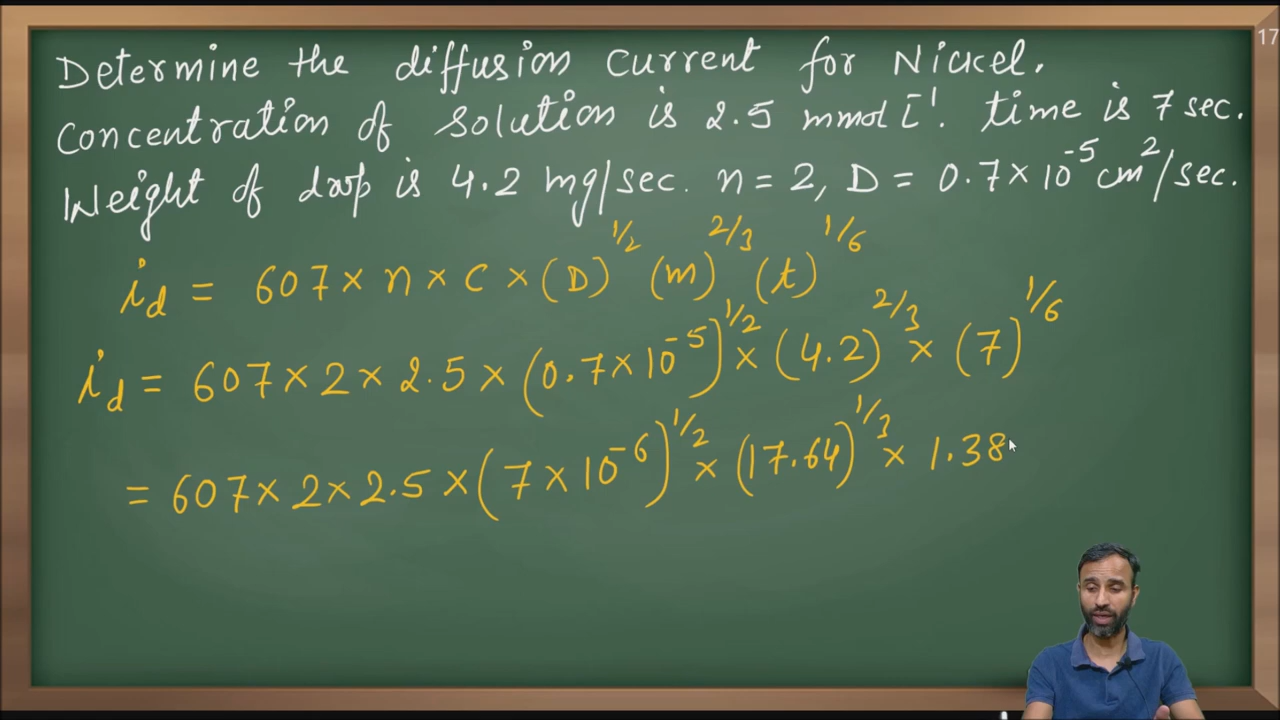 17
Determine the diffusion current for Nickel.
Concentration of solution is 2.5 mmol L⁻¹. time is 7 sec.
Weight of drop is 4.2 mg/sec. n = 2, D = 0.7 × 10⁻⁵ cm²/sec.
i_d = 607 × n × C × (D)^1/2 (m)^2/3 (t)^1/6
i_d = 607 × 2 × 2.5 × (0.7 × 10⁻⁵)^1/2 × (4.2)^2/3 × (7)^1/6
= 607 × 2 × 2.5 × (7 × 10⁻⁶)^1/2 × (17.64)^1/3 × 1.38